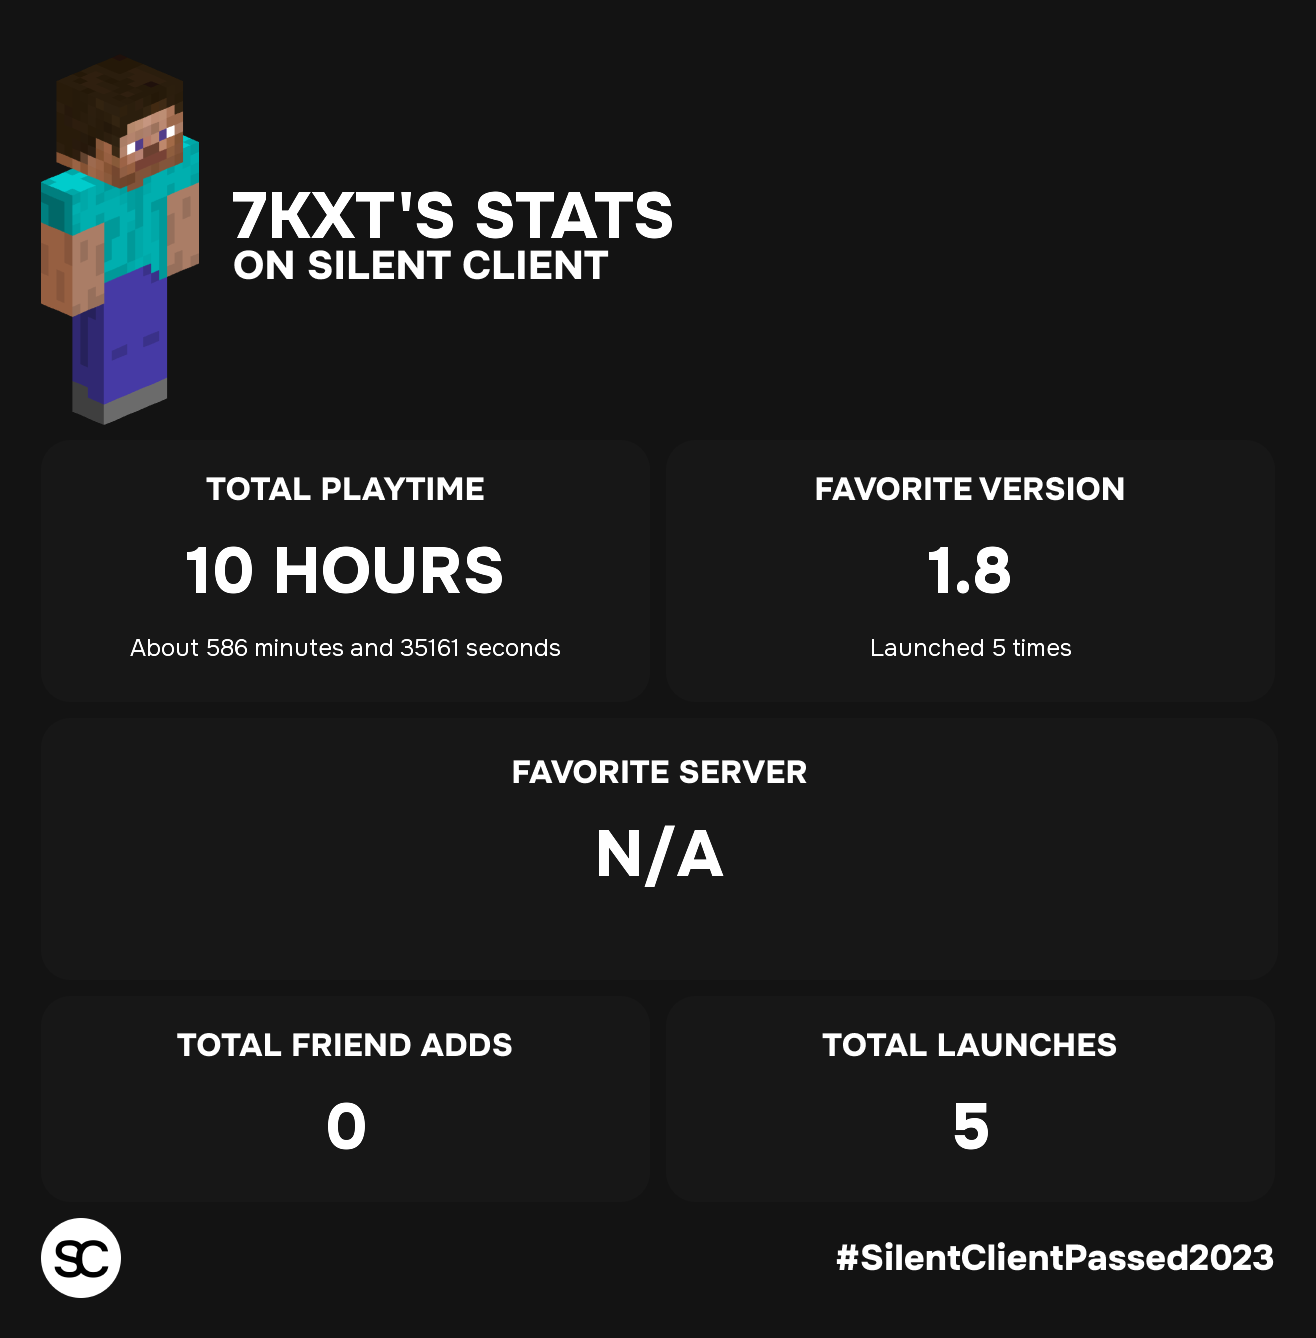 7KXT'S STATS
ON SILENT CLIENT
TOTAL PLAYTIME
10 HOURS
About 586 minutes and 35161 seconds
FAVORITE VERSION
1.8
Launched 5 times
FAVORITE SERVER
N/A
TOTAL FRIEND ADDS
0
TOTAL LAUNCHES
5
SC
#SilentClientPassed2023